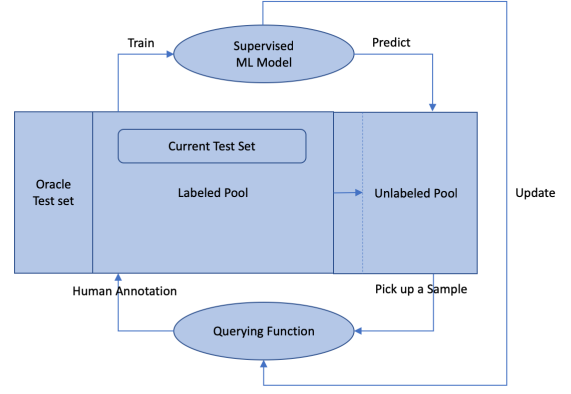 Train
Supervised
ML Model
Predict
Current Test Set
Oracle
Test set
Labeled Pool
Unlabeled Pool
Update
Human Annotation
Pick up a Sample
Querying Function